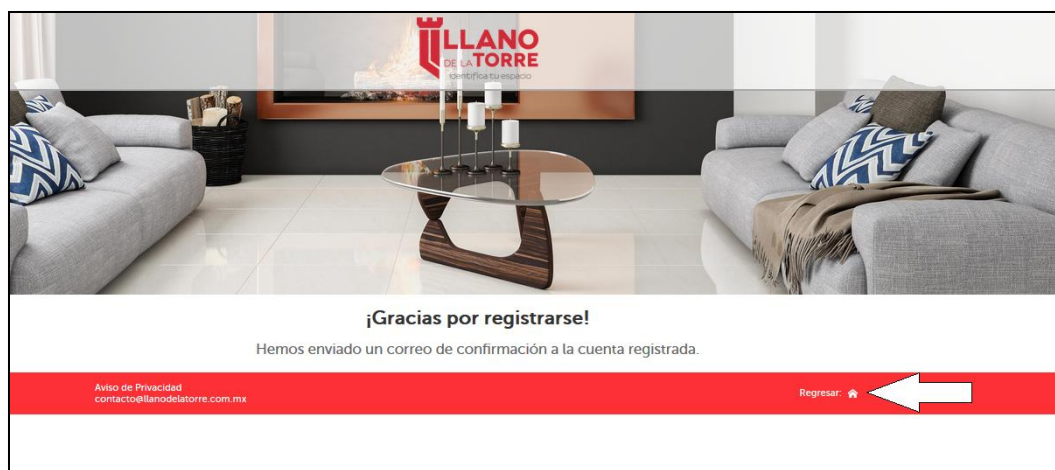 LLANO
DE LA TORRE
identifica tu espacio
¡Gracias por registrarse!
Hemos enviado un correo de confirmación a la cuenta registrada.
Aviso de Privacidad
contacto@llanodelatorre.com.mx
Regresar: